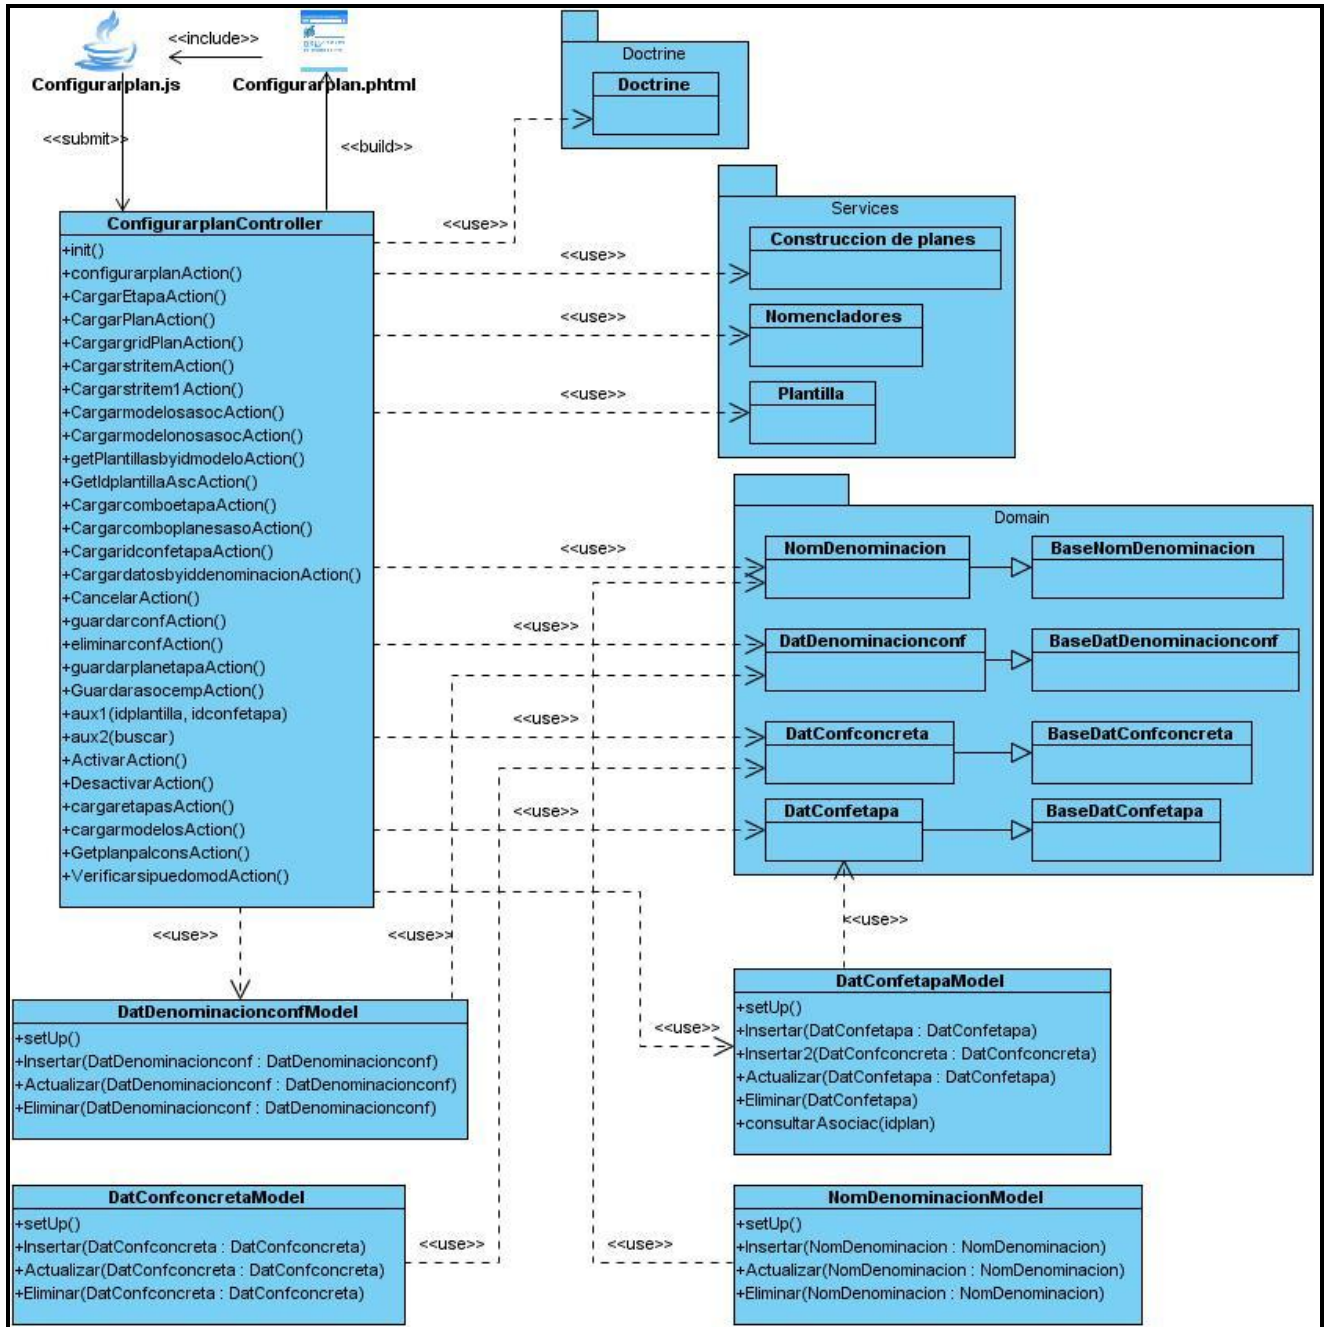 <<include>>
Configurarplan.js
Configurarplan.phtml
<<submit>>
<<build>>
Doctrine
Doctrine
<<use>>
ConfigurarplanController
+init()
+configurarplanAction()
+CargarEtapaAction()
+CargarPlanAction()
+CargargridPlanAction()
+CargarstritemAction()
+Cargarstritem1Action()
+CargarmodelosasocAction()
+CargarmodelonosasocAction()
+getPlantillasbyidmodeloAction()
+GetIdplantillaAscAction()
+CargarcomboetapaAction()
+CargarcomboplanesasoAction()
+CargaridconfetapaAction()
+CargardatosbyiddenominacionAction()
+CancelarAction()
+guardarconfAction()
+eliminarconfAction()
+guardarplanetapaAction()
+GuardarasocempAction()
+aux1(idplantilla, idconfetapa)
+aux2(buscar)
+ActivarAction()
+DesactivarAction()
+cargaretapasAction()
+cargarmodelosAction()
+GetplanpalconsAction()
+VerificarsipuedomodAction()
Services
<<use>>
Construccion de planes
<<use>>
Nomencladores
<<use>>
Plantilla
Domain
<<use>>
NomDenominacion
BaseNomDenominacion
<<use>>
DatDenominacionconf
BaseDatDenominacionconf
<<use>>
DatConfconcreta
BaseDatConfconcreta
<<use>>
DatConfetapa
BaseDatConfetapa
<<use>>
<<use>>
<<use>>
DatDenominacionconfModel
+setUp()
+Insertar(DatDenominacionconf : DatDenominacionconf)
+Actualizar(DatDenominacionconf : DatDenominacionconf)
+Eliminar(DatDenominacionconf : DatDenominacionconf)
<<use>>
DatConfetapaModel
+setUp()
+Insertar(DatConfetapa : DatConfetapa)
+Insertar2(DatConfconcreta : DatConfconcreta)
+Actualizar(DatConfetapa : DatConfetapa)
+Eliminar(DatConfetapa)
+consultarAsociac(idplan)
DatConfconcretaModel
+setUp()
+Insertar(DatConfconcreta : DatConfconcreta)
+Actualizar(DatConfconcreta : DatConfconcreta)
+Eliminar(DatConfconcreta : DatConfconcreta)
<<use>>
<<use>>
NomDenominacionModel
+setUp()
+Insertar(NomDenominacion : NomDenominacion)
+Actualizar(NomDenominacion : NomDenominacion)
+Eliminar(NomDenominacion : NomDenominacion)